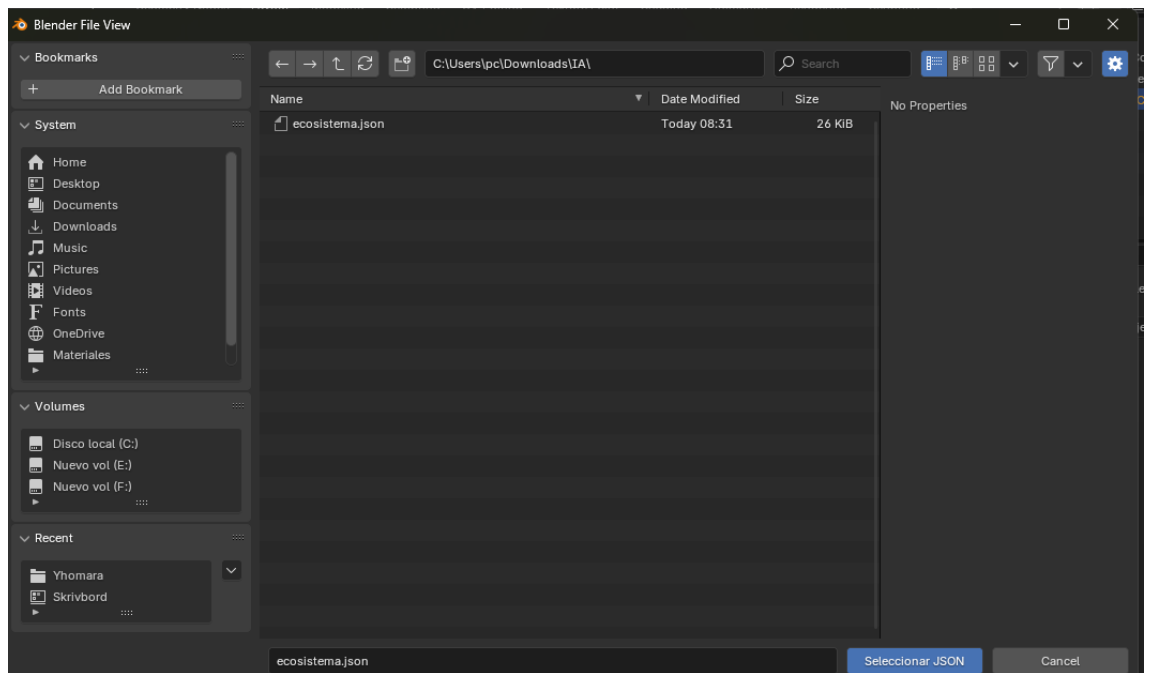 Blender File View
Bookmarks
+ Add Bookmark
System
Home
Desktop
Documents
Downloads
Music
Pictures
Videos
Fonts
OneDrive
Materiales
Volumes
Disco local (C:)
Nuevo vol (E:)
Nuevo vol (F:)
Recent
Yhomara
Skrivbord
C:\Users\pc\Downloads\IA\
Search
Name Date Modified Size
ecosistema.json Today 08:31 26 KiB
No Properties
ecosistema.json
Seleccionar JSON
Cancel